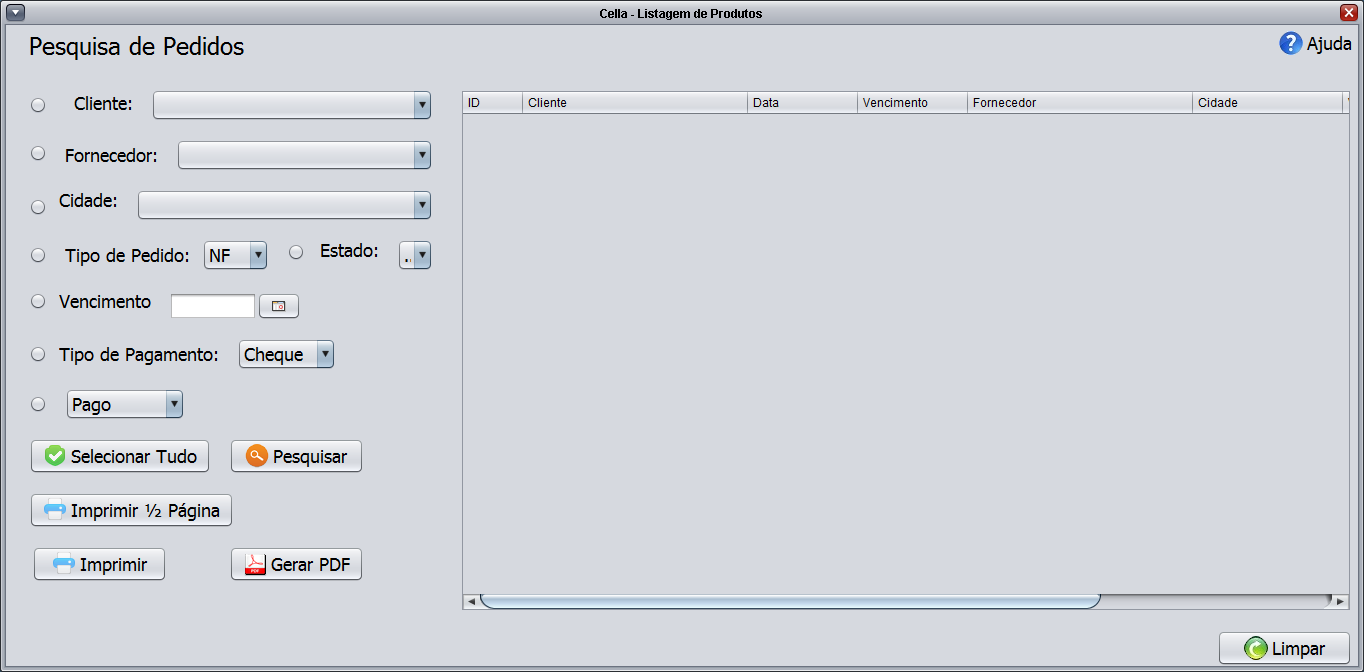 Cella - Listagem de Produtos
Pesquisa de Pedidos
Ajuda
Cliente:
Fornecedor:
Cidade:
Tipo de Pedido: NF Estado: ..
Vencimento
Tipo de Pagamento: Cheque
Pago
Selecionar Tudo Pesquisar
Imprimir ½ Página
Imprimir Gerar PDF
ID Cliente Data Vencimento Fornecedor Cidade
Limpar